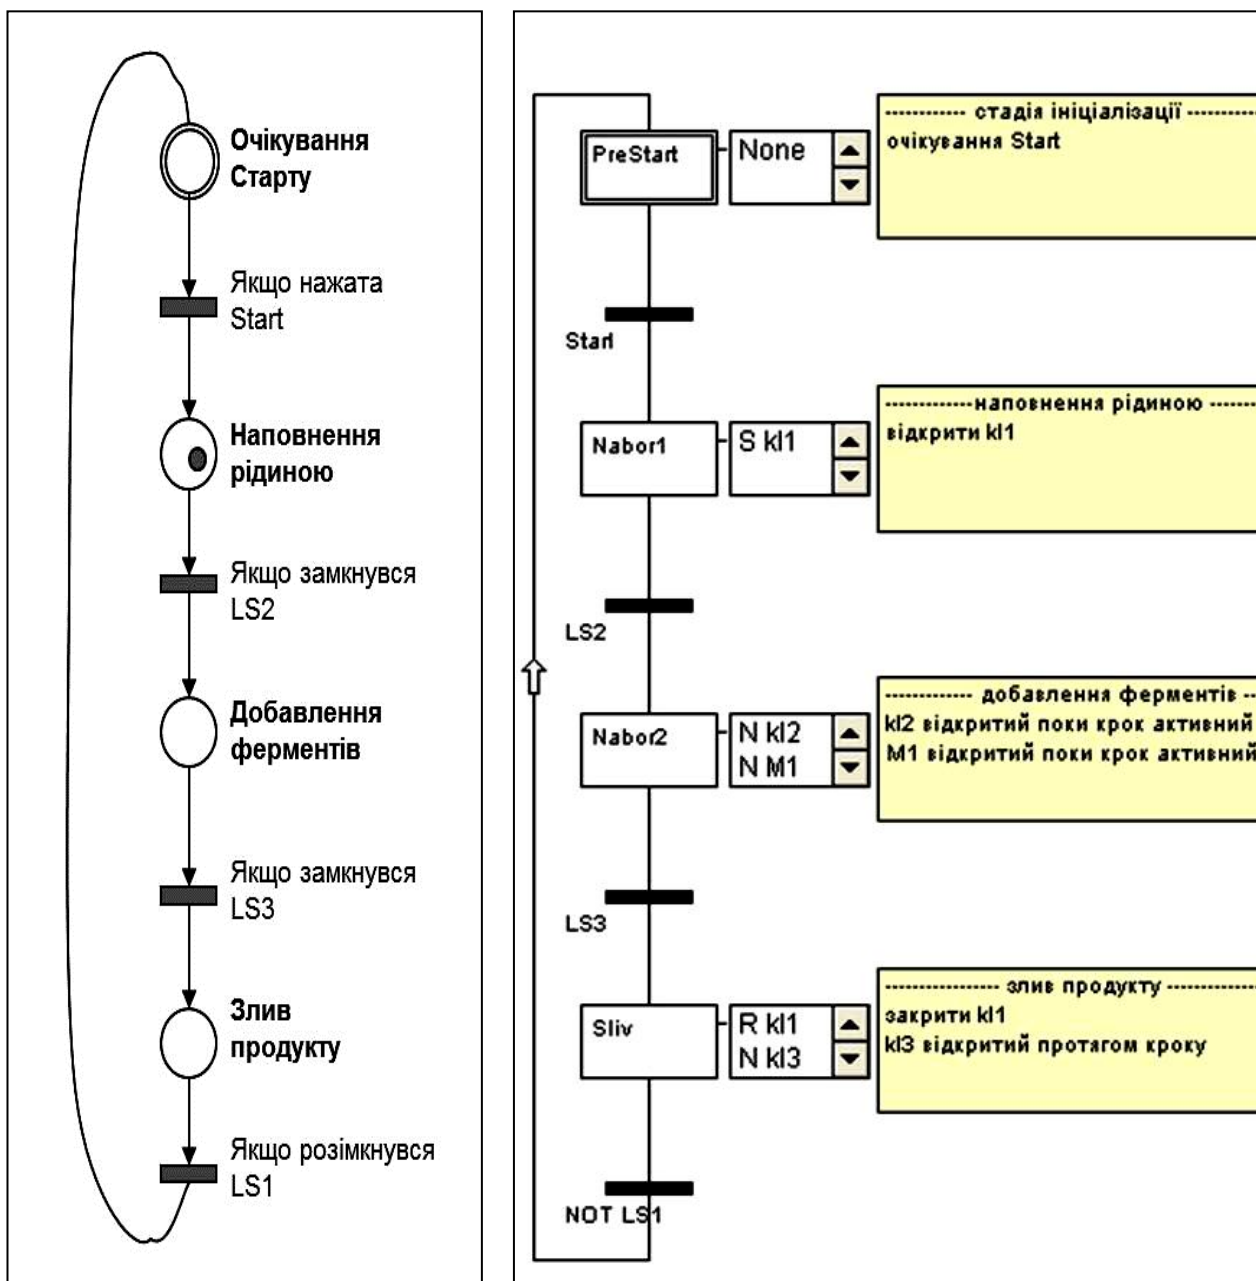 Очікування
Старту
Якщо нажата
Start
Наповнення
рідиною
Якщо замкнувся
LS2
Добавлення
ферментів
Якщо замкнувся
LS3
Злив
продукту
Якщо розімкнувся
LS1
PreStart
None
------------ стадія ініціалізації -----------
очікування Start
Start
Nabor1
S kl1
------------наповнення рідиною -------
відкрити kl1
LS2
Nabor2
N kl2
N M1
------------ добавлення ферментів --
kl2 відкритий поки крок активний
M1 відкритий поки крок активний
LS3
Sliv
R kl1
N kl3
---------------- злив продукту ------------
закрити kl1
kl3 відкритий протягом кроку
NOT LS1